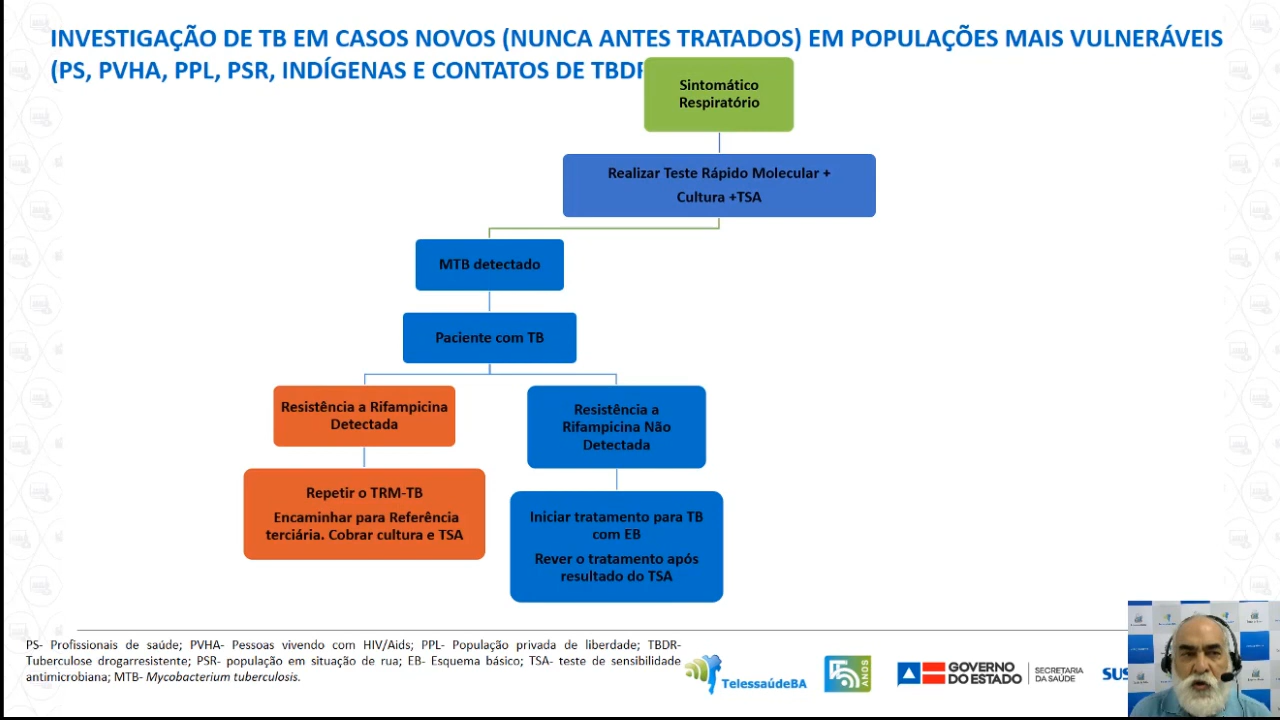 INVESTIGAÇÃO DE TB EM CASOS NOVOS (NUNCA ANTES TRATADOS) EM POPULAÇÕES MAIS VULNERÁVEIS
(PS, PVHA, PPL, PSR, INDÍGENAS E CONTATOS DE
Sintomático
Respiratório
Realizar Teste Rápido Molecular +
Cultura +TSA
MTB detectado
Paciente com TB
Resistência a Rifampicina
Detectada
Resistência a
Rifampicina Não
Detectada
Repetir o TRM-TB
Encaminhar para Referência
terciária. Cobrar cultura e TSA
Iniciar tratamento para TB
com EB
Rever o tratamento após
resultado do TSA
PS- Profissionais de saúde; PVHA- Pessoas vivendo com HIV/Aids; PPL- População privada de liberdade; TBDR-
Tuberculose drogarresistente; PSR- população em situação de rua; EB- Esquema básico; TSA- teste de sensibilidade
antimicrobiana; MTB- Mycobacterium tuberculosis.
TelessaúdeBA
ANOS
GOVERNO
DO ESTADO
SECRETARIA
DA SAÚDE
SUS